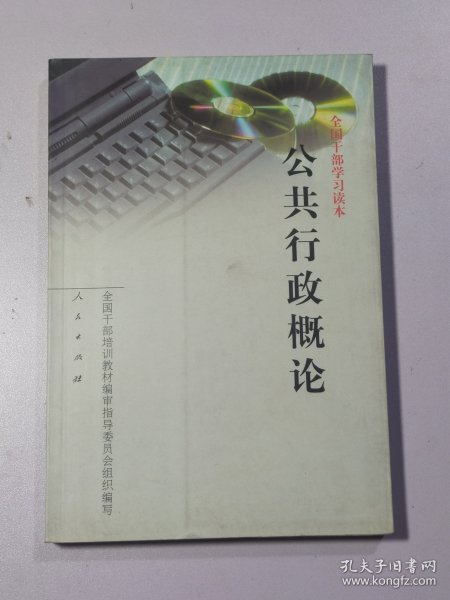 全国干部学习读本
公共行政概论
全国干部培训教材编审指导委员会组织编写
人民出版社
孔夫子旧书网
www.kongfz.com